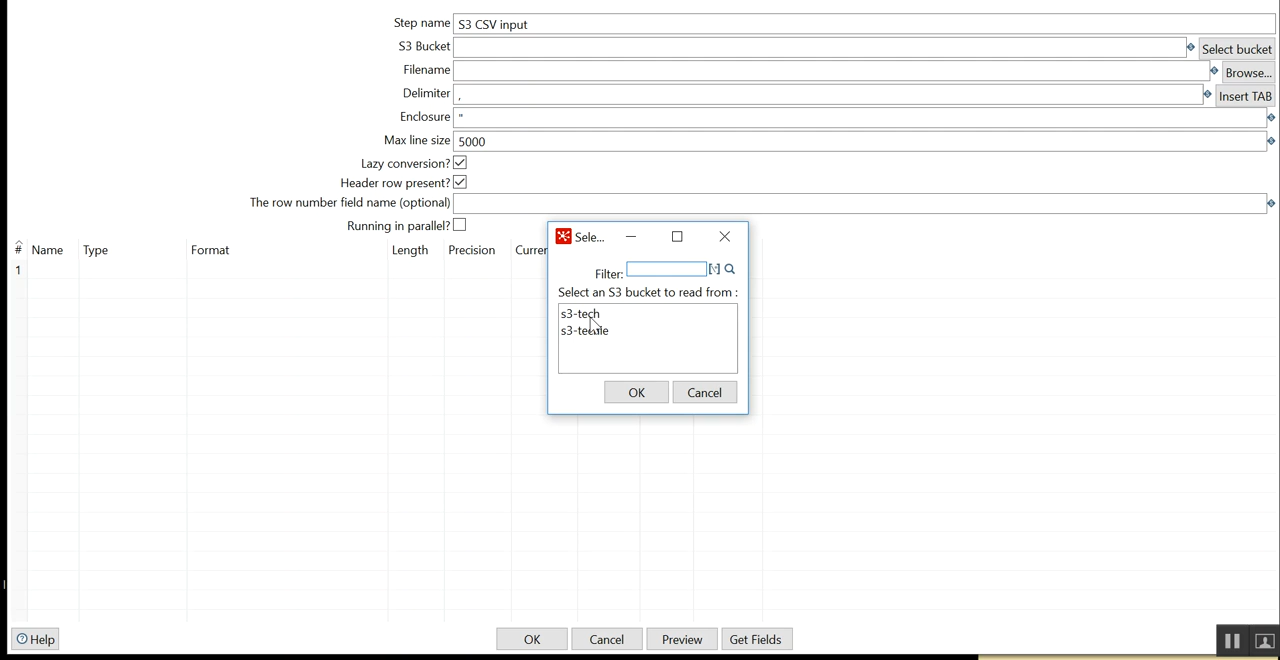 Step name S3 CSV input
S3 Bucket Select bucket
Filename Browse...
Delimiter , Insert TAB
Enclosure "
Max line size 5000
Lazy conversion?
Header row present?
The row number field name (optional)
Running in parallel?
# Name Type Format Length Precision Curren
1
Sele...
Filter:
Select an S3 bucket to read from :
s3-tech
OK Cancel
Help OK Cancel Preview Get Fields